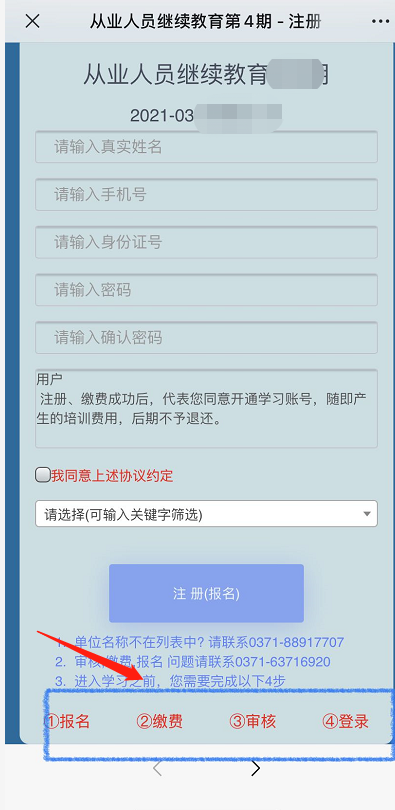 从业人员继续教育第4期 - 注册
从业人员继续教育 期
2021-03
请输入真实姓名
请输入手机号
请输入身份证号
请输入密码
请输入确认密码
用户
注册、缴费成功后，代表您同意开通学习账号，随即产
生的培训费用，后期不予退还。
我同意上述协议约定
请选择(可输入关键字筛选)
注 册(报名)
1. 单位名称不在列表中? 请联系0371-88917707
2. 审核,缴费,报名 问题请联系0371-63716920
3. 进入学习之前，您需要完成以下4步
①报名 ②缴费 ③审核 ④登录